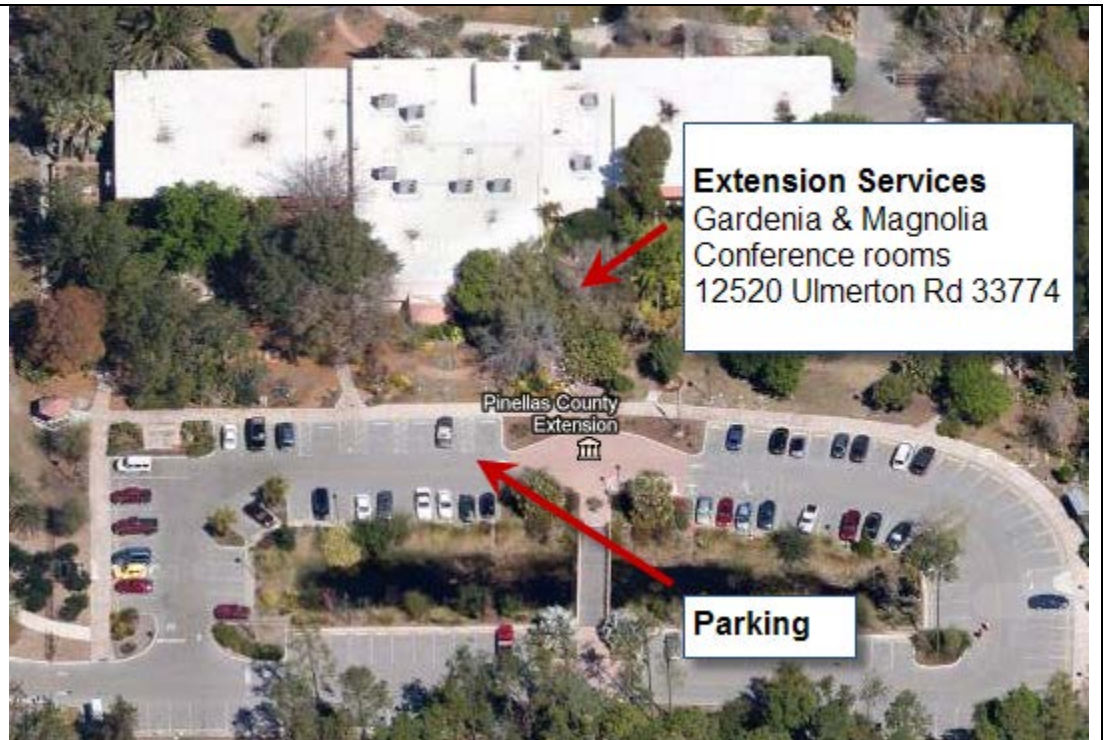 Extension Services
Gardenia & Magnolia
Conference rooms
12520 Ulmerton Rd 33774
Pinellas County
Extension
Parking